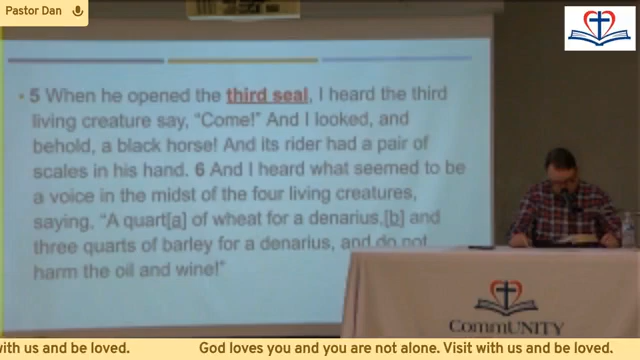 Pastor Dan
5 When he opened the third seal, I heard the third
living creature say, “Come!” And I looked, and
behold, a black horse! And its rider had a pair of
scales in his hand. 6 And I heard what seemed to be
a voice in the midst of the four living creatures,
saying, “A quart[a] of wheat for a denarius,[b] and
three quarts of barley for a denarius, and do not
harm the oil and wine!”
CommUNITY
with us and be loved. God loves you and you are not alone. Visit with us and be loved.